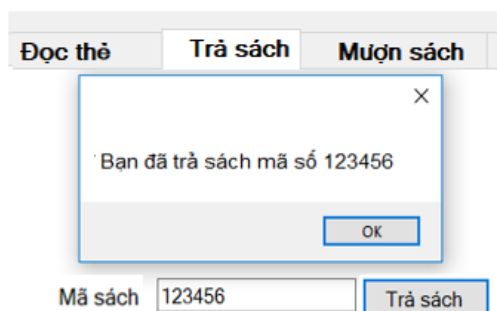 Đọc thẻ Trả sách Mượn sách
Bạn đã trả sách mã số 123456
OK
Mã sách 123456 Trả sách